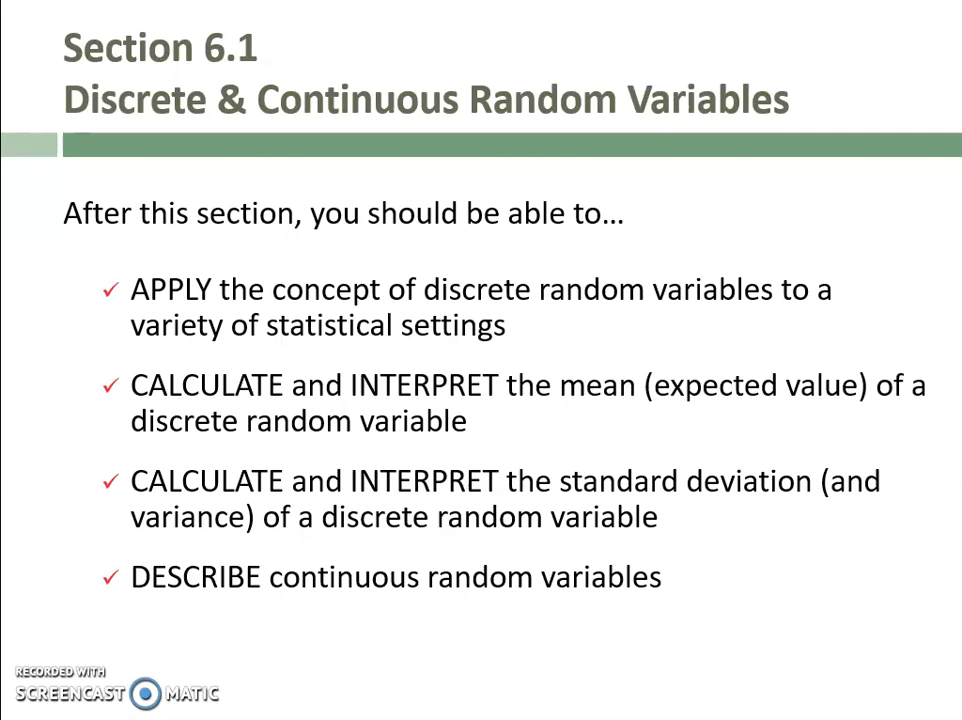 Section 6.1
Discrete & Continuous Random Variables
After this section, you should be able to…
✓ APPLY the concept of discrete random variables to a
variety of statistical settings
✓ CALCULATE and INTERPRET the mean (expected value) of a
discrete random variable
✓ CALCULATE and INTERPRET the standard deviation (and
variance) of a discrete random variable
✓ DESCRIBE continuous random variables
RECORDED WITH
SCREENCAST MATIC